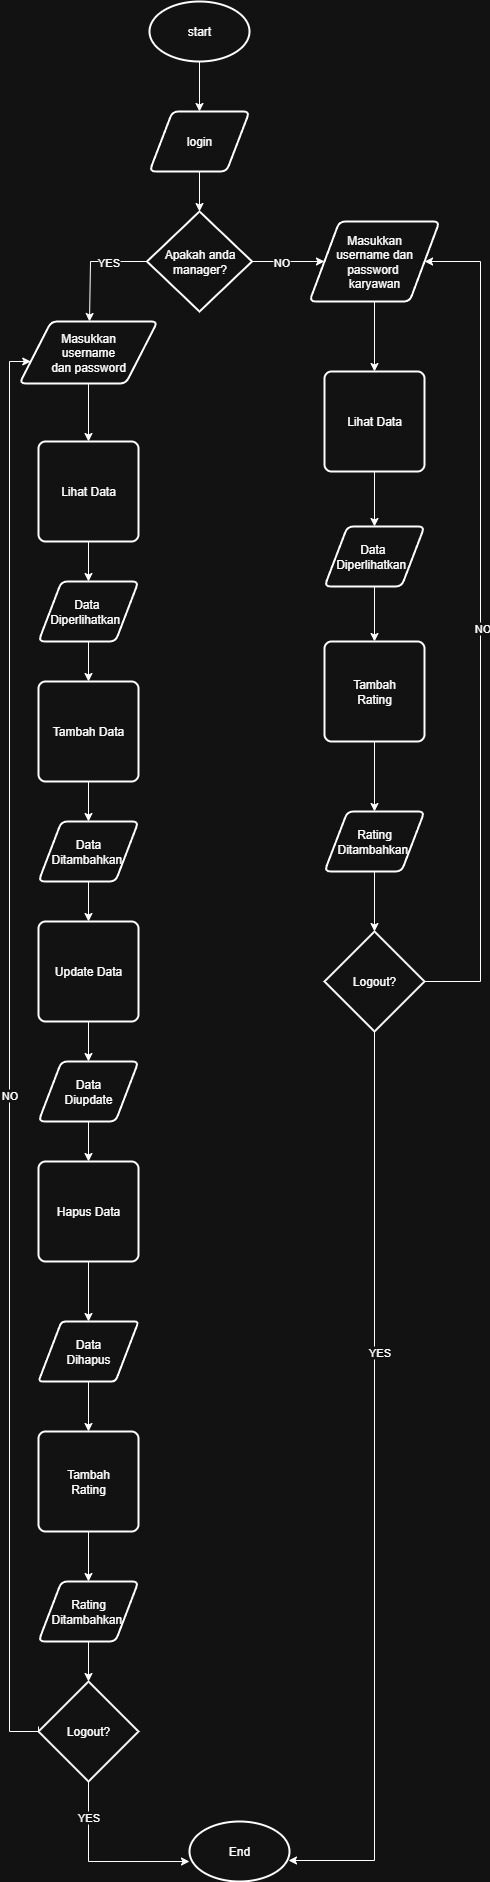 start
login
Apakah anda
manager?
YES
NO
Masukkan
username dan
password
karyawan
Masukkan
username
dan password
Lihat Data
Data
Diperlihatkan
Tambah Data
Data
Ditambahkan
Update Data
Data
Diupdate
Hapus Data
Data
Dihapus
Tambah
Rating
Rating
Ditambahkan
Logout?
NO
YES
Lihat Data
Data
Diperlihatkan
Tambah
Rating
Rating
Ditambahkan
Logout?
NO
YES
End